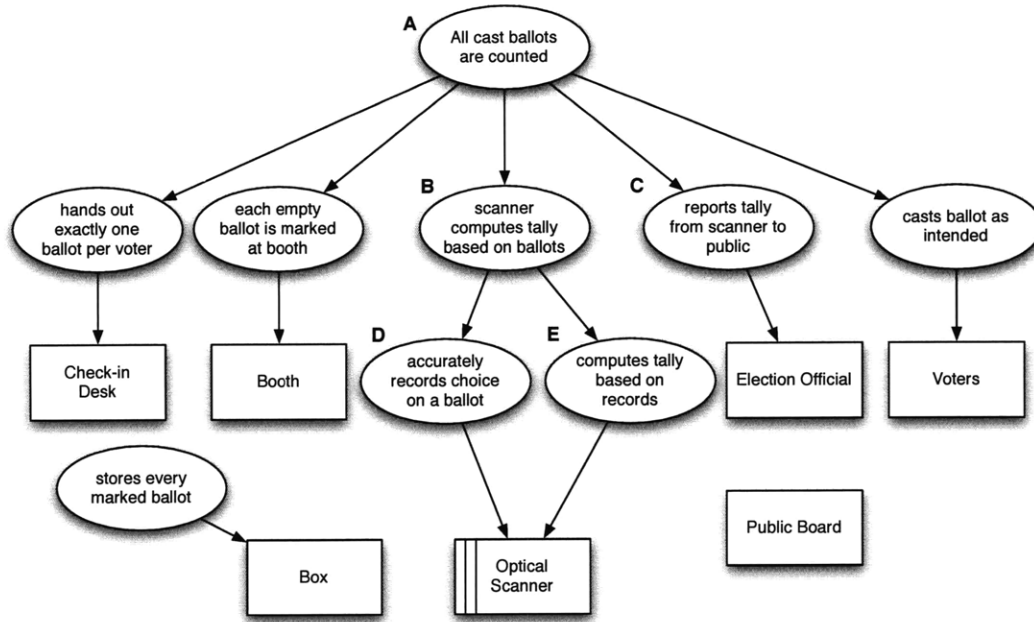 A
All cast ballots
are counted
hands out
exactly one
ballot per voter
each empty
ballot is marked
at booth
B
scanner
computes tally
based on ballots
C
reports tally
from scanner to
public
casts ballot as
intended
Check-in
Desk
Booth
D
accurately
records choice
on a ballot
E
computes tally
based on
records
Election Official
Voters
stores every
marked ballot
Box
Optical
Scanner
Public Board